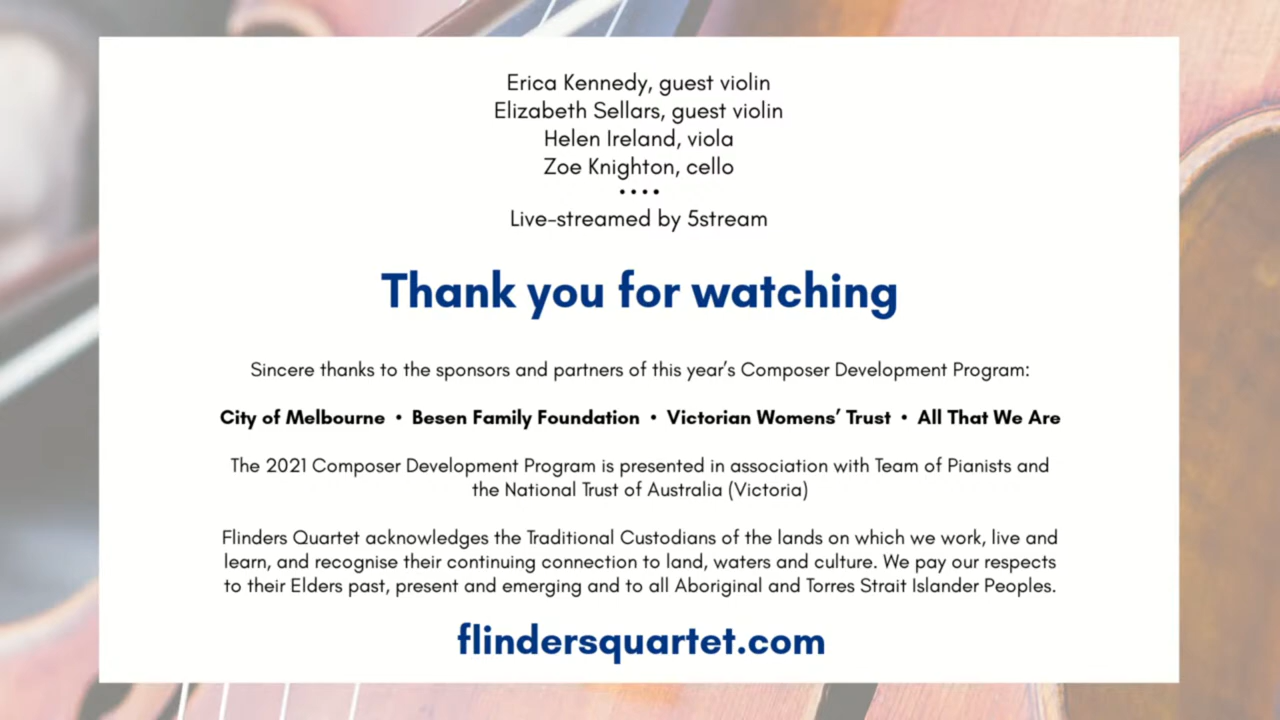 Erica Kennedy, guest violin
Elizabeth Sellars, guest violin
Helen Ireland, viola
Zoe Knighton, cello
• • • •
Live-streamed by 5stream
Thank you for watching
Sincere thanks to the sponsors and partners of this year's Composer Development Program:
City of Melbourne • Besen Family Foundation • Victorian Womens' Trust • All That We Are
The 2021 Composer Development Program is presented in association with Team of Pianists and
the National Trust of Australia (Victoria)
Flinders Quartet acknowledges the Traditional Custodians of the lands on which we work, live and
learn, and recognise their continuing connection to land, waters and culture. We pay our respects
to their Elders past, present and emerging and to all Aboriginal and Torres Strait Islander Peoples.
flindersquartet.com